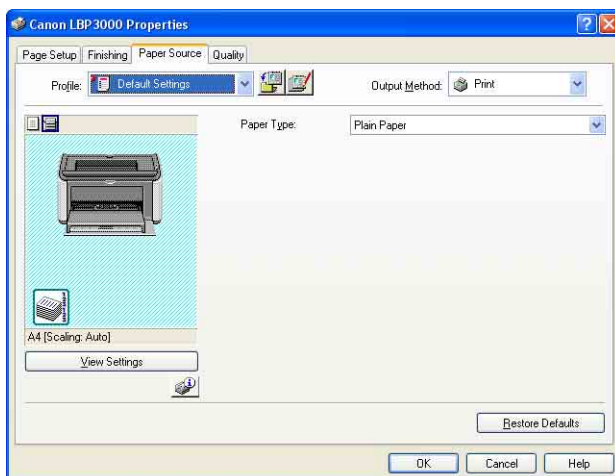 Canon LBP3000 Properties
Page Setup Finishing Paper Source Quality
Profile: Default Settings Output Method: Print
Paper Type: Plain Paper
A4 [Scaling: Auto]
View Settings
Restore Defaults
OK Cancel Help